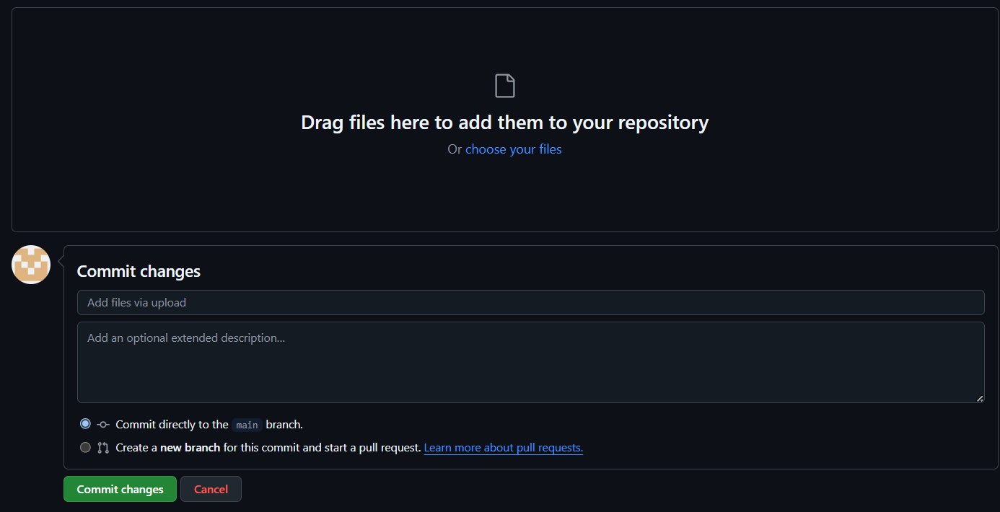 Drag files here to add them to your repository
Or choose your files
Commit changes
Add files via upload
Add an optional extended description...
Commit directly to the main branch.
Create a new branch for this commit and start a pull request. Learn more about pull requests.
Commit changes
Cancel